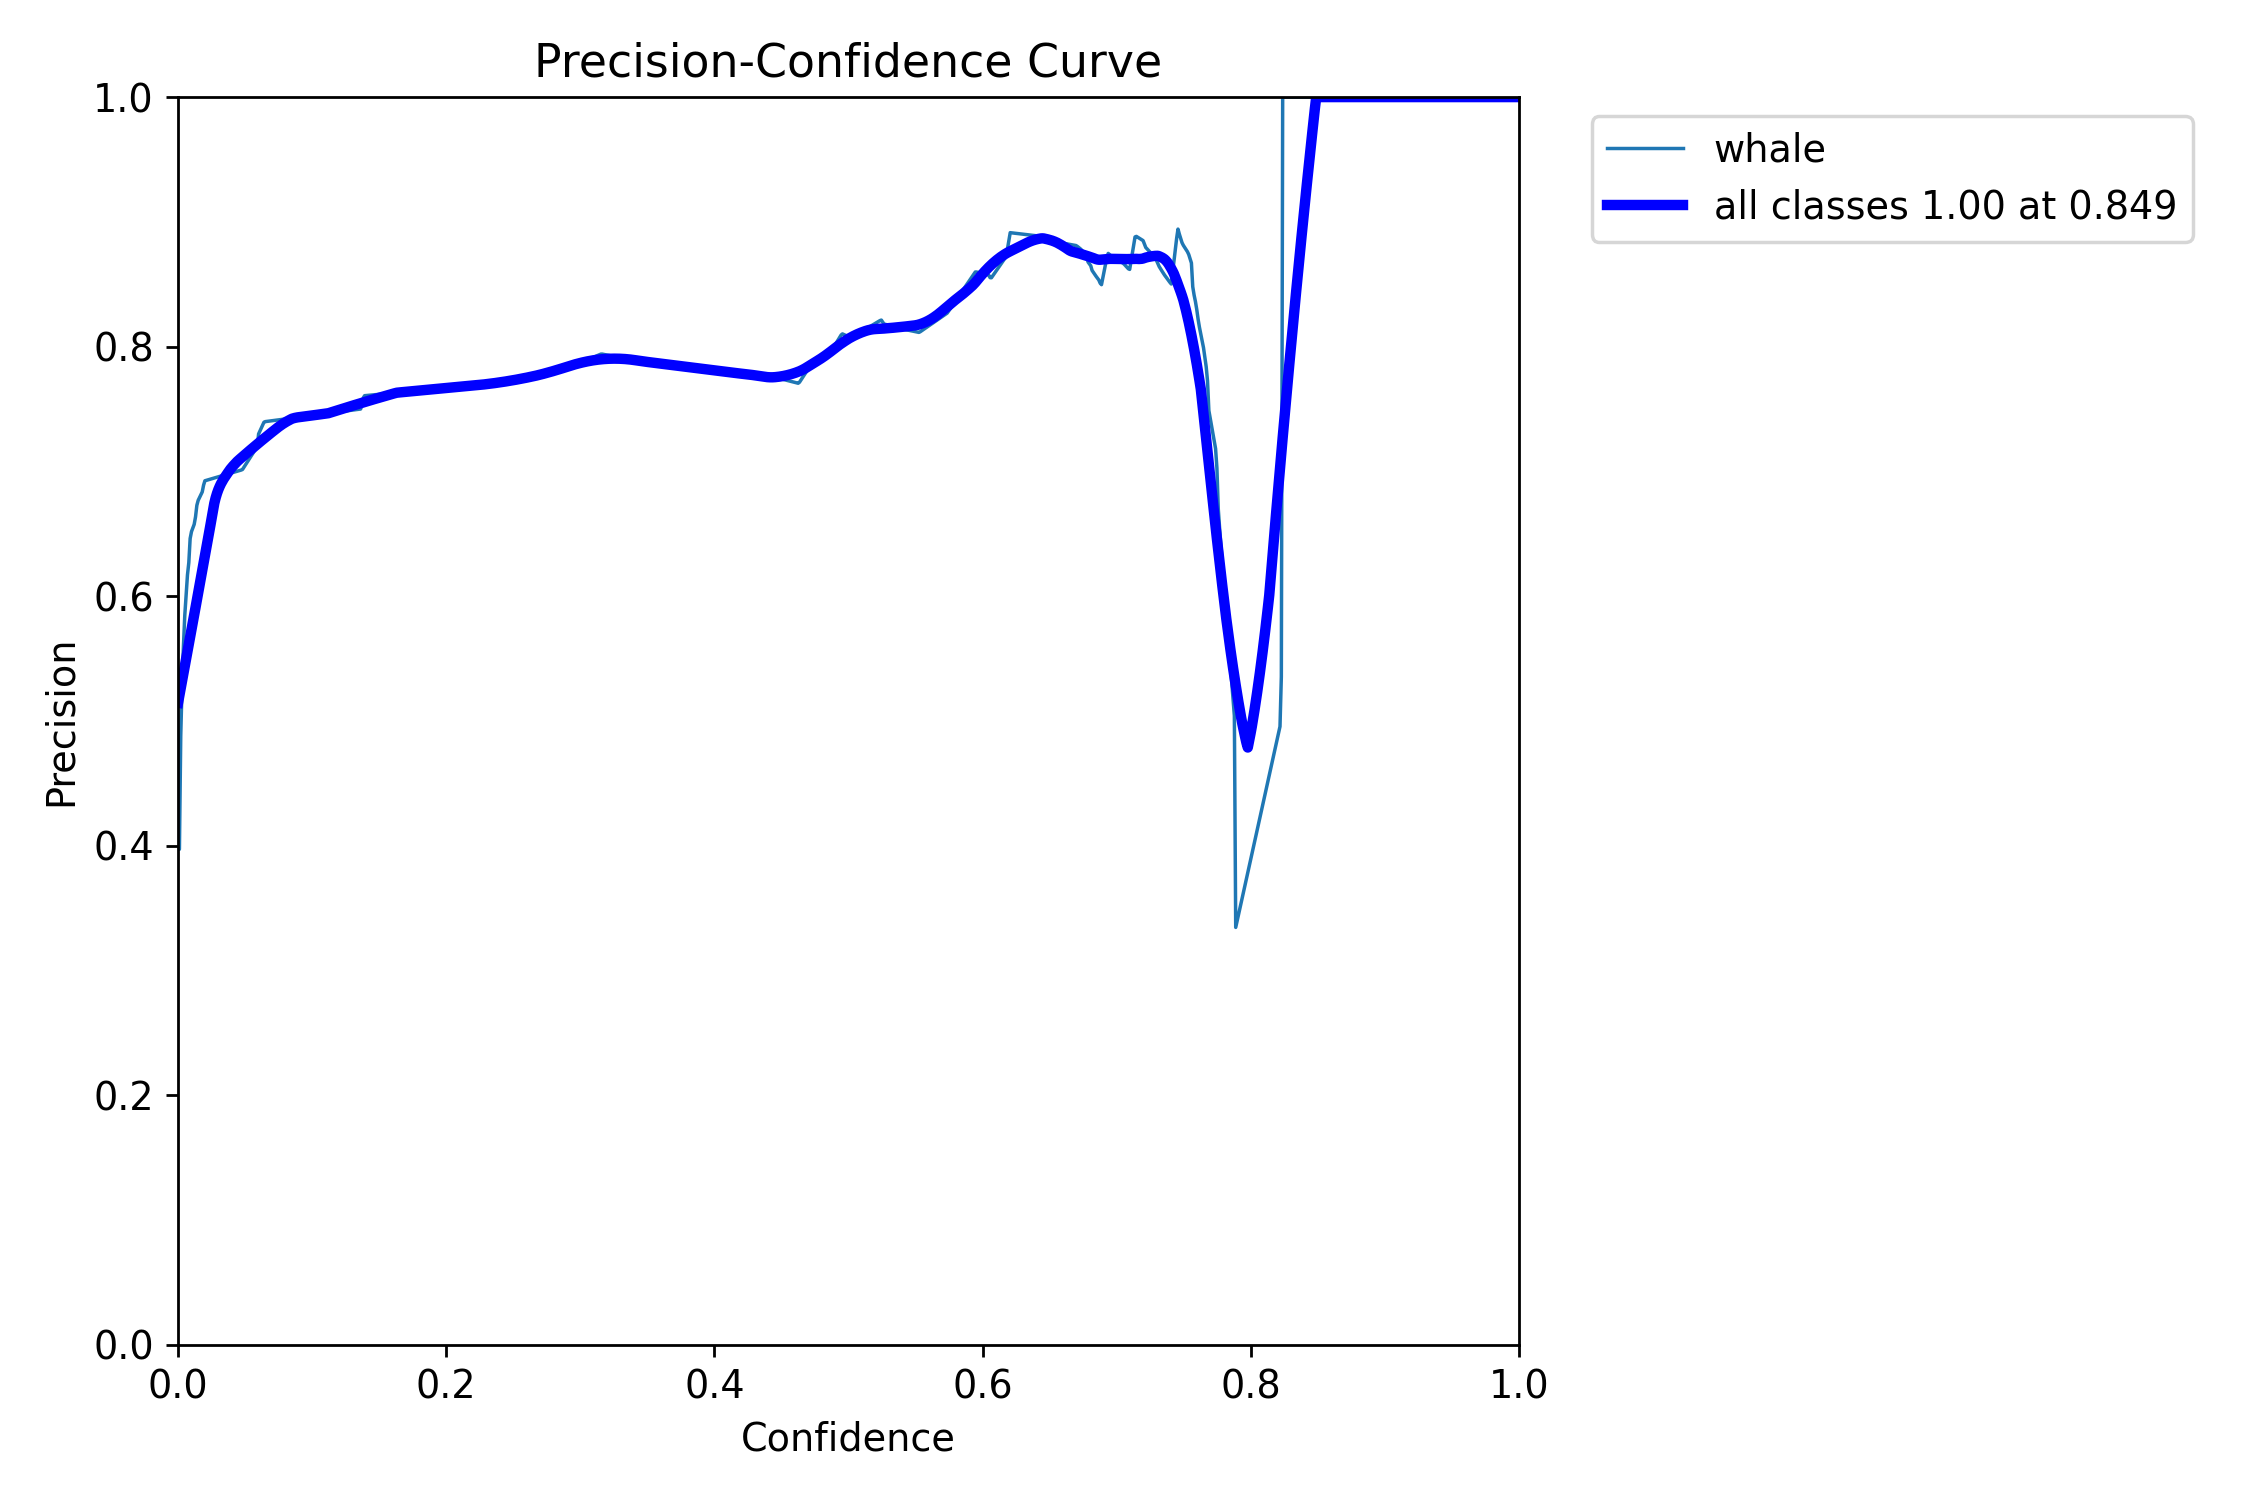 Precision-Confidence Curve
1.0
0.8
0.6
0.4
0.2
0.0
Precision
0.0 0.2 0.4 0.6 0.8 1.0
Confidence
whale
all classes 1.00 at 0.849